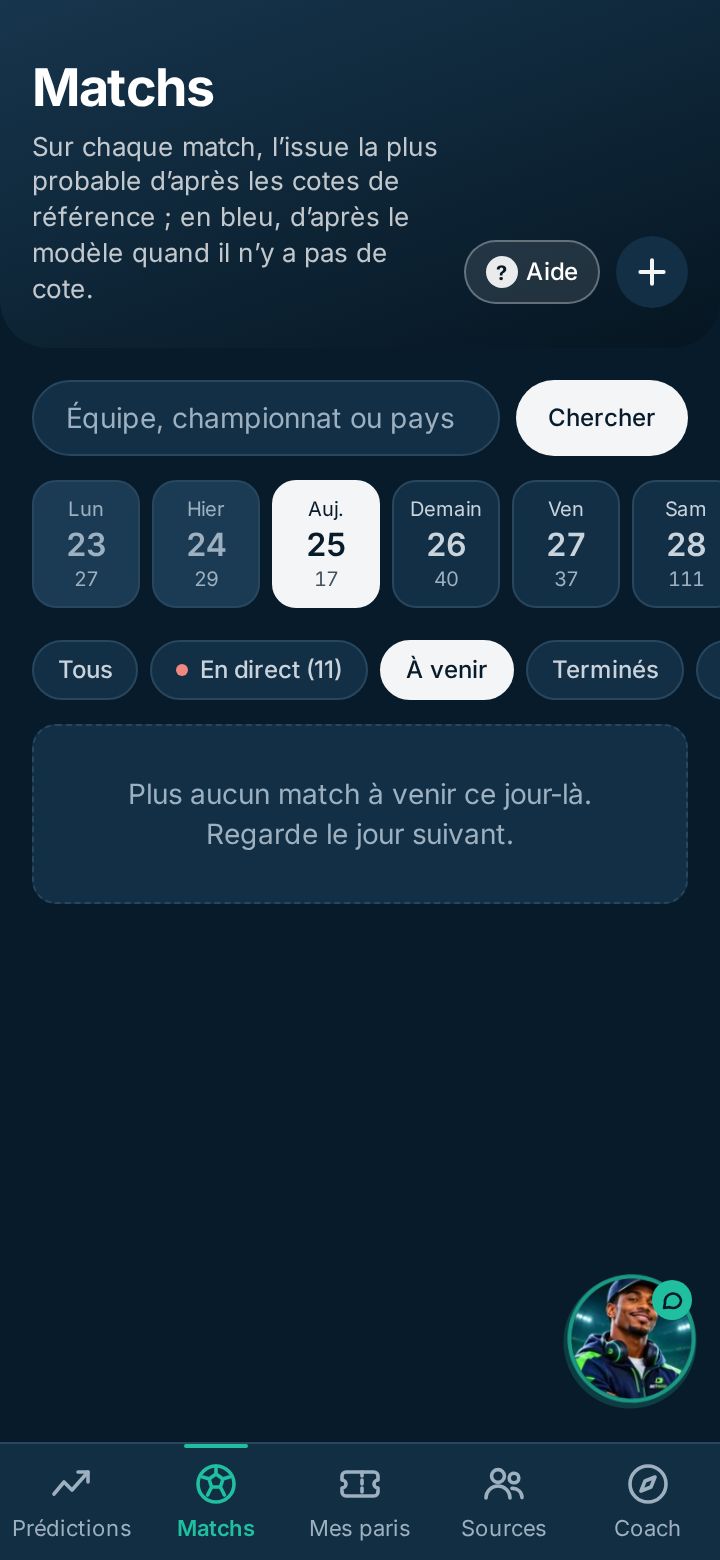 Matchs
Sur chaque match, l’issue la plus
probable d’après les cotes de
référence ; en bleu, d’après le
modèle quand il n’y a pas de
cote.
? Aide
Équipe, championnat ou pays
Chercher
Lun
23
27
Hier
24
29
Auj.
25
17
Demain
26
40
Ven
27
37
Sam
28
111
Tous
En direct (11)
À venir
Terminés
Plus aucun match à venir ce jour-là.
Regarde le jour suivant.
Prédictions
Matchs
Mes paris
Sources
Coach